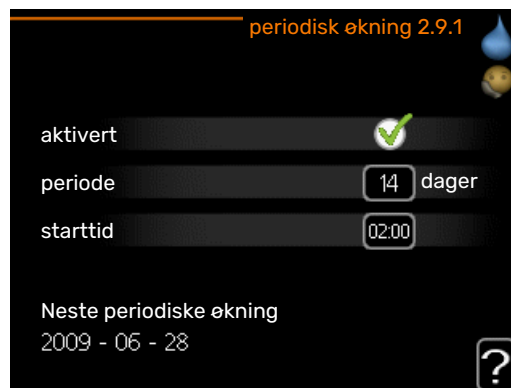 periodisk økning 2.9.1
aktivert
periode 14 dager
starttid 02:00
Neste periodiske økning
2009 - 06 - 28
?